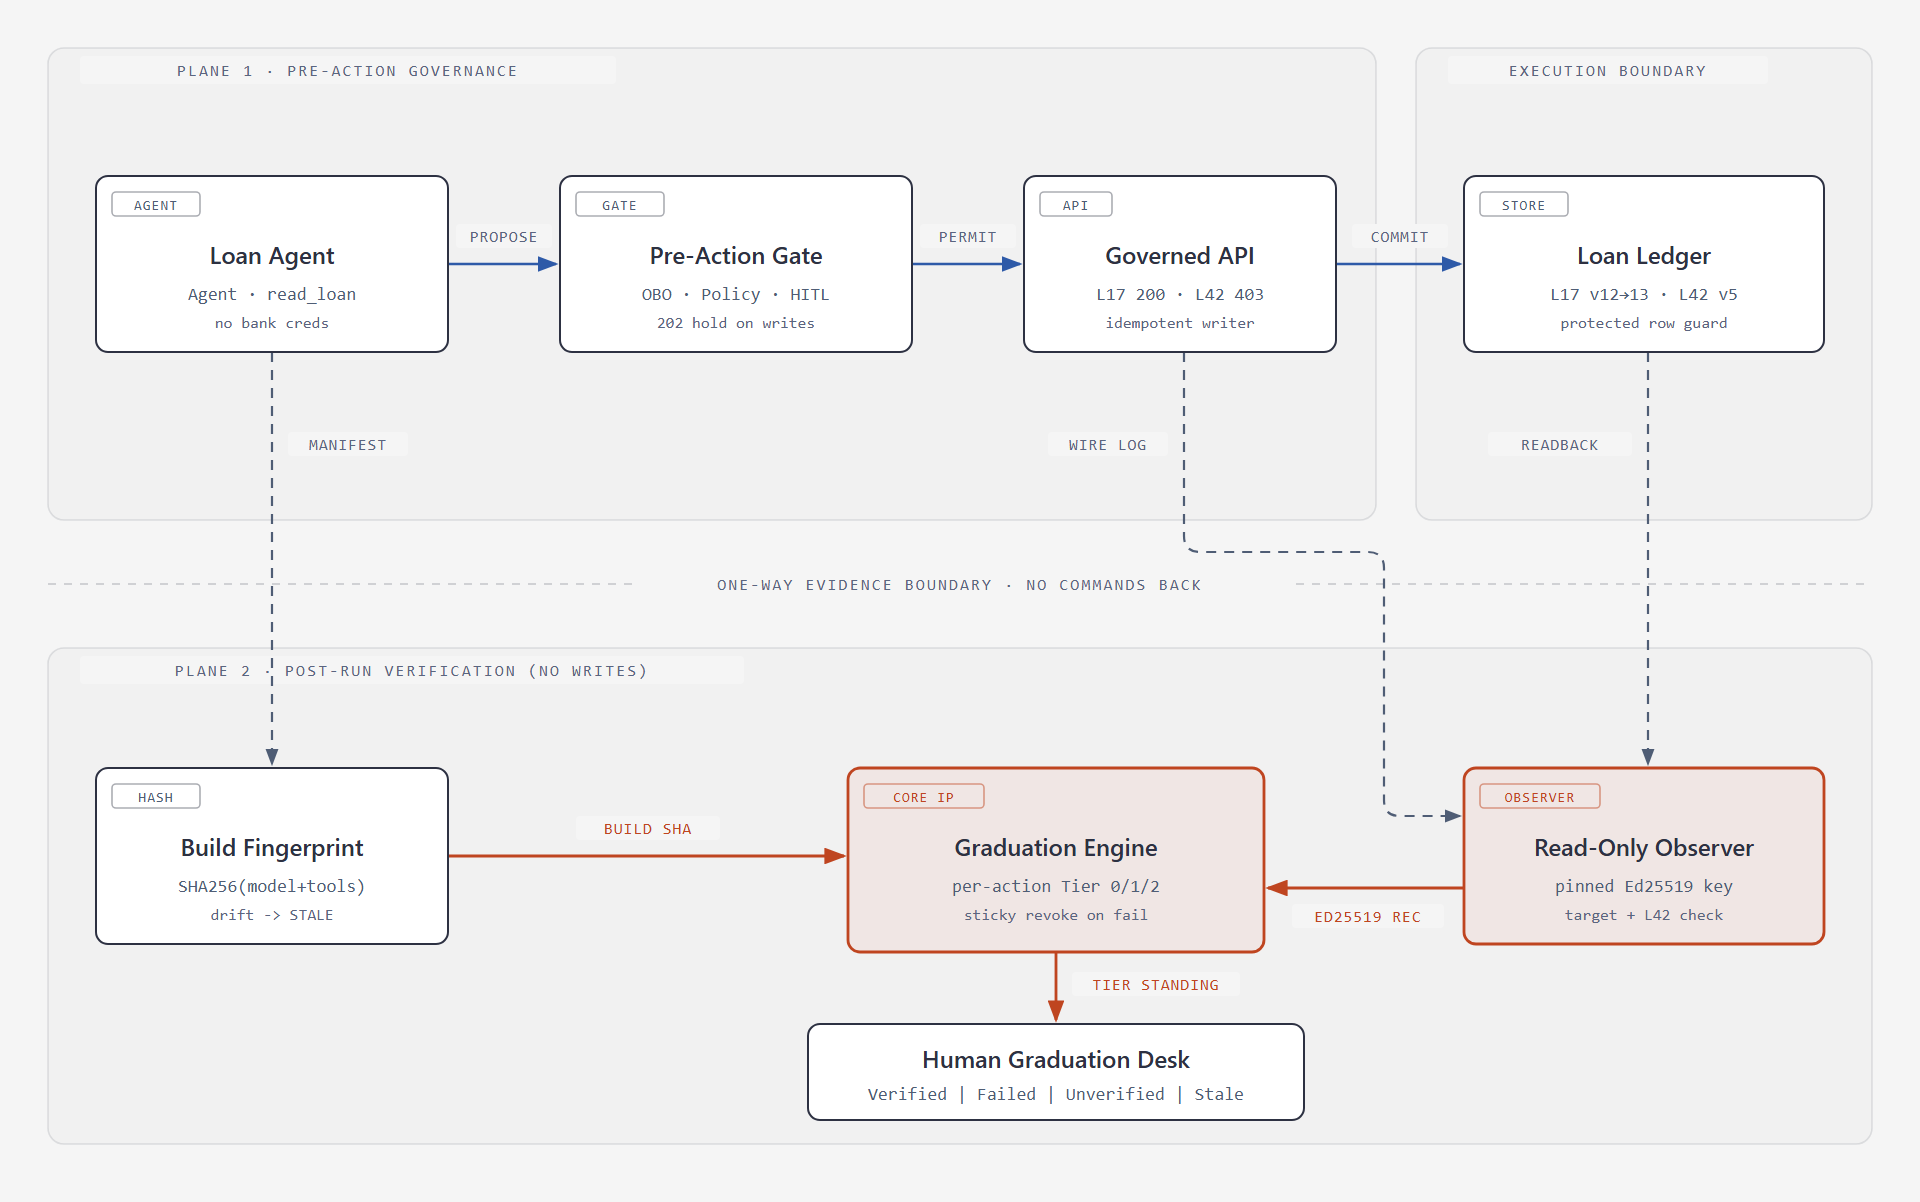 PLANE 1 · PRE-ACTION GOVERNANCE
EXECUTION BOUNDARY
AGENT
Loan Agent
Agent · read_loan
no bank creds
PROPOSE
GATE
Pre-Action Gate
OBO · Policy · HITL
202 hold on writes
PERMIT
API
Governed API
L17 200 · L42 403
idempotent writer
COMMIT
STORE
Loan Ledger
L17 v12→13 · L42 v5
protected row guard
MANIFEST
WIRE LOG
READBACK
ONE-WAY EVIDENCE BOUNDARY · NO COMMANDS BACK
PLANE 2 · POST-RUN VERIFICATION (NO WRITES)
HASH
Build Fingerprint
SHA256(model+tools)
drift -> STALE
BUILD SHA
CORE IP
Graduation Engine
per-action Tier 0/1/2
sticky revoke on fail
ED25519 REC
OBSERVER
Read-Only Observer
pinned Ed25519 key
target + L42 check
TIER STANDING
Human Graduation Desk
Verified | Failed | Unverified | Stale